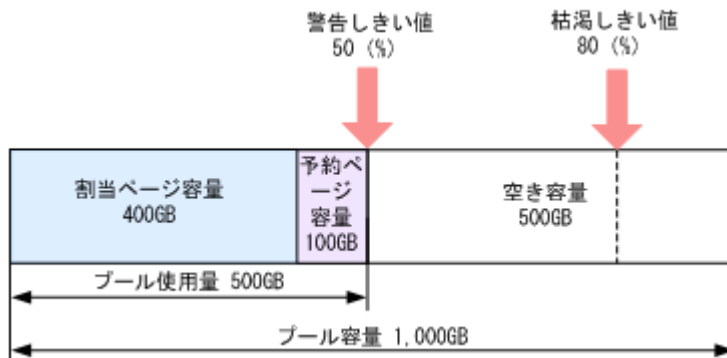 警告しきい値
50 (%)
枯渇しきい値
80 (%)
割当ページ容量
400GB
予約ペ
ージ
容量
100GB
空き容量
500GB
プール使用量 500GB
プール容量 1,000GB